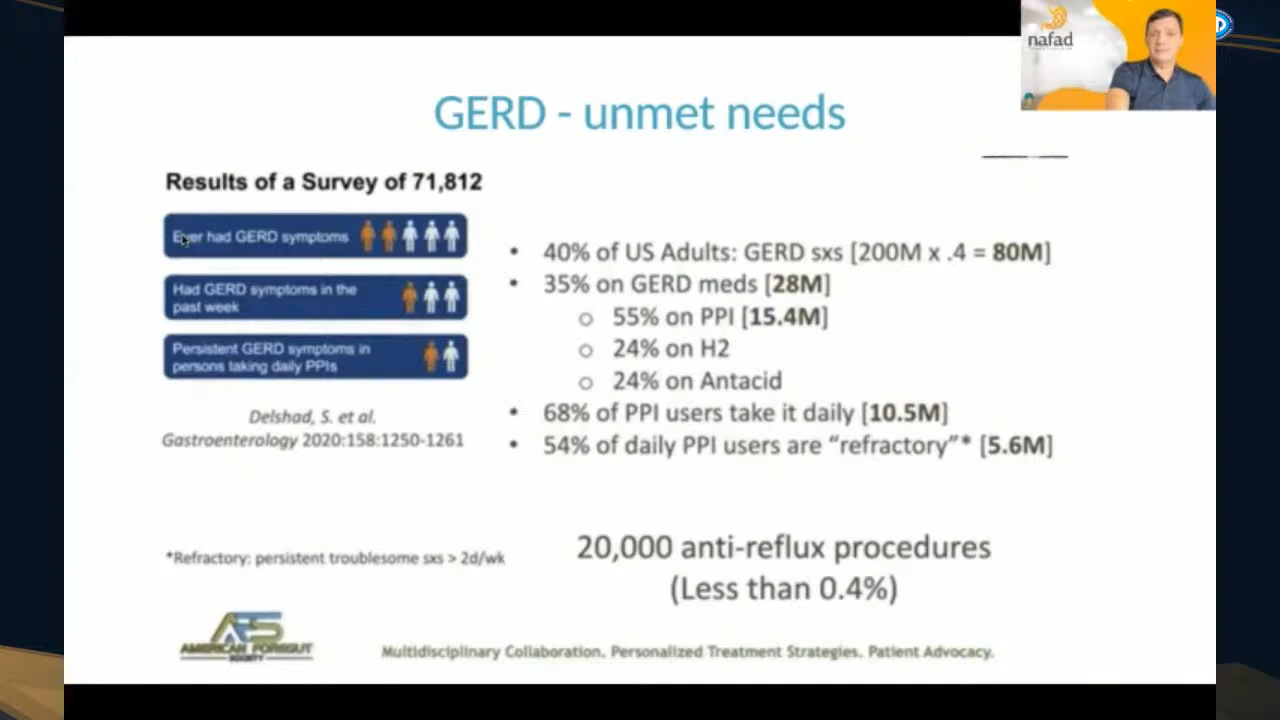 nafad
GERD - unmet needs
Results of a Survey of 71,812
Ever had GERD symptoms
Had GERD symptoms in the
past week
Persistent GERD symptoms in
persons taking daily PPIs
Delshad, S. et al.
Gastroenterology 2020:158:1250-1261
• 40% of US Adults: GERD sxs [200M x .4 = 80M]
• 35% on GERD meds [28M]
o 55% on PPI [15.4M]
o 24% on H2
o 24% on Antacid
• 68% of PPI users take it daily [10.5M]
• 54% of daily PPI users are “refractory”* [5.6M]
*Refractory: persistent troublesome sxs > 2d/wk
20,000 anti-reflux procedures
(Less than 0.4%)
AFS
AMERICAN FOREGUT
SOCIETY
Multidisciplinary Collaboration. Personalized Treatment Strategies. Patient Advocacy.